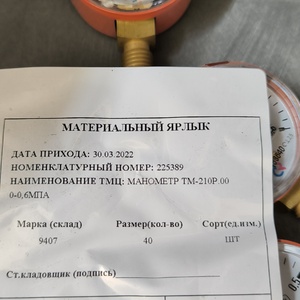 МАТЕРИАЛЬНЫЙ ЯРЛЫК
ДАТА ПРИХОДА: 30.03.2022
НОМЕНКЛАТУРНЫЙ НОМЕР: 225389
НАИМЕНОВАНИЕ ТМЦ: МАНОМЕТР ТМ-210Р.00
0-0,6МПА
Марка (склад) Размер(кол-во) Сорт(ед.изм.)
9407 40 ШТ
Ст.кладовщик (подпись)